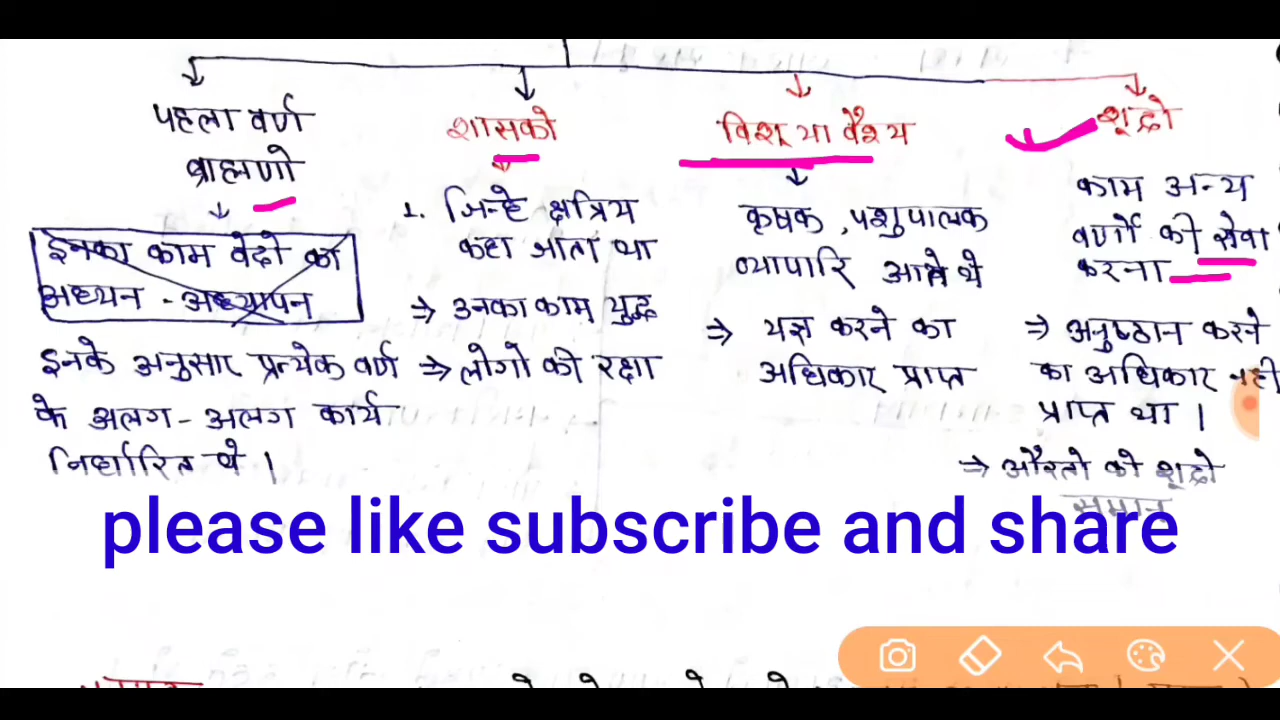 पहला वर्ण
ब्राह्मणो
इनका काम वेदो का
अध्यन - अध्यापन
इनके अनुसार प्रत्येक वर्ण
के अलग - अलग कार्य
निर्धारित थे ।
शासको
1. जिन्हे क्षत्रिय
कहा जाता था
⇒ उनका काम युद्ध
⇒ लोगो की रक्षा
विश् या वैश्य
कृषक , पशुपालक
व्यापारि आते थे
⇒ यज्ञ करने का
अधिकार प्राप्त
शूद्रो
काम अन्य
वर्णो की सेवा
करना
⇒ अनुष्ठान करने
का अधिकार नही
प्राप्त था ।
⇒ औरतो को शूद्रो
समान
please like subscribe and share